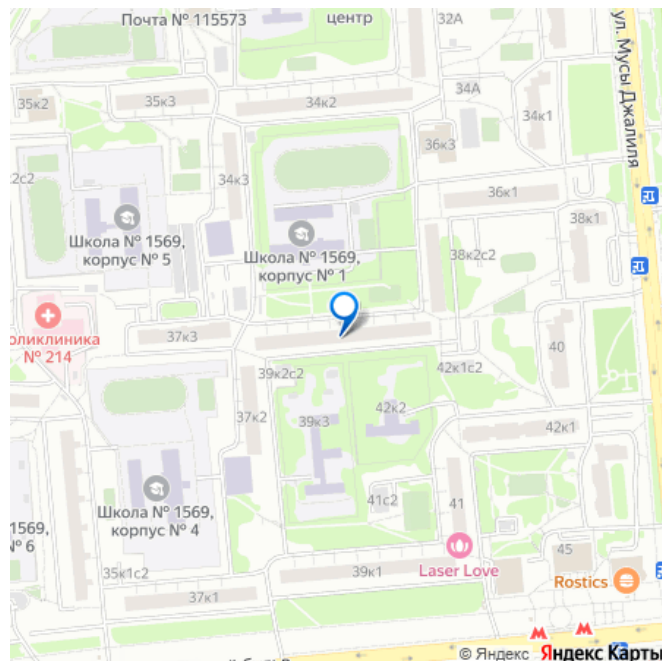 Почта № 115573
центр
32А
35к3
35к2
34к2
34А
34к1
ул. Мусы Джалиля
36к3
34к3
36к1
Школа № 1569,
корпус № 5
Школа № 1569,
корпус № 1
38к1
38к2с2
оликлиника
№ 214
37к3
40
39к2с2
42к1с2
37к2
39к3
42к2
42к1
41с2
41
Школа № 1569,
корпус № 4
1569,
№ 6
Laser Love
45
Rostics
35к1с2
39к1
37к1
© Яндекс Яндекс Карты